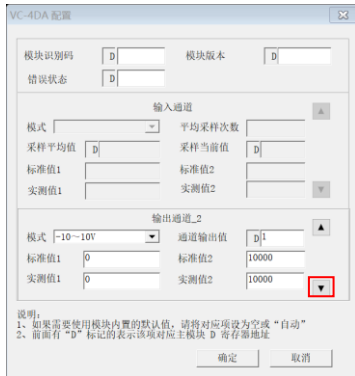 VC-4DA 配置
模块识别码 D 模块版本 D
错误状态 D
输入通道
模式 平均采样次数
采样平均值 D 采样当前值 D
标准值1 标准值2
实测值1 实测值2
输出通道_2
模式 -10~10V 通道输出值 D 1
标准值1 0 标准值2 10000
实测值1 0 实测值2 10000
说明:
1、如果需要使用模块内置的默认值，请将对应项设为空或“自动”
2、前面有“D”标记的表示该项对应主模块 D 寄存器地址
确定 取消